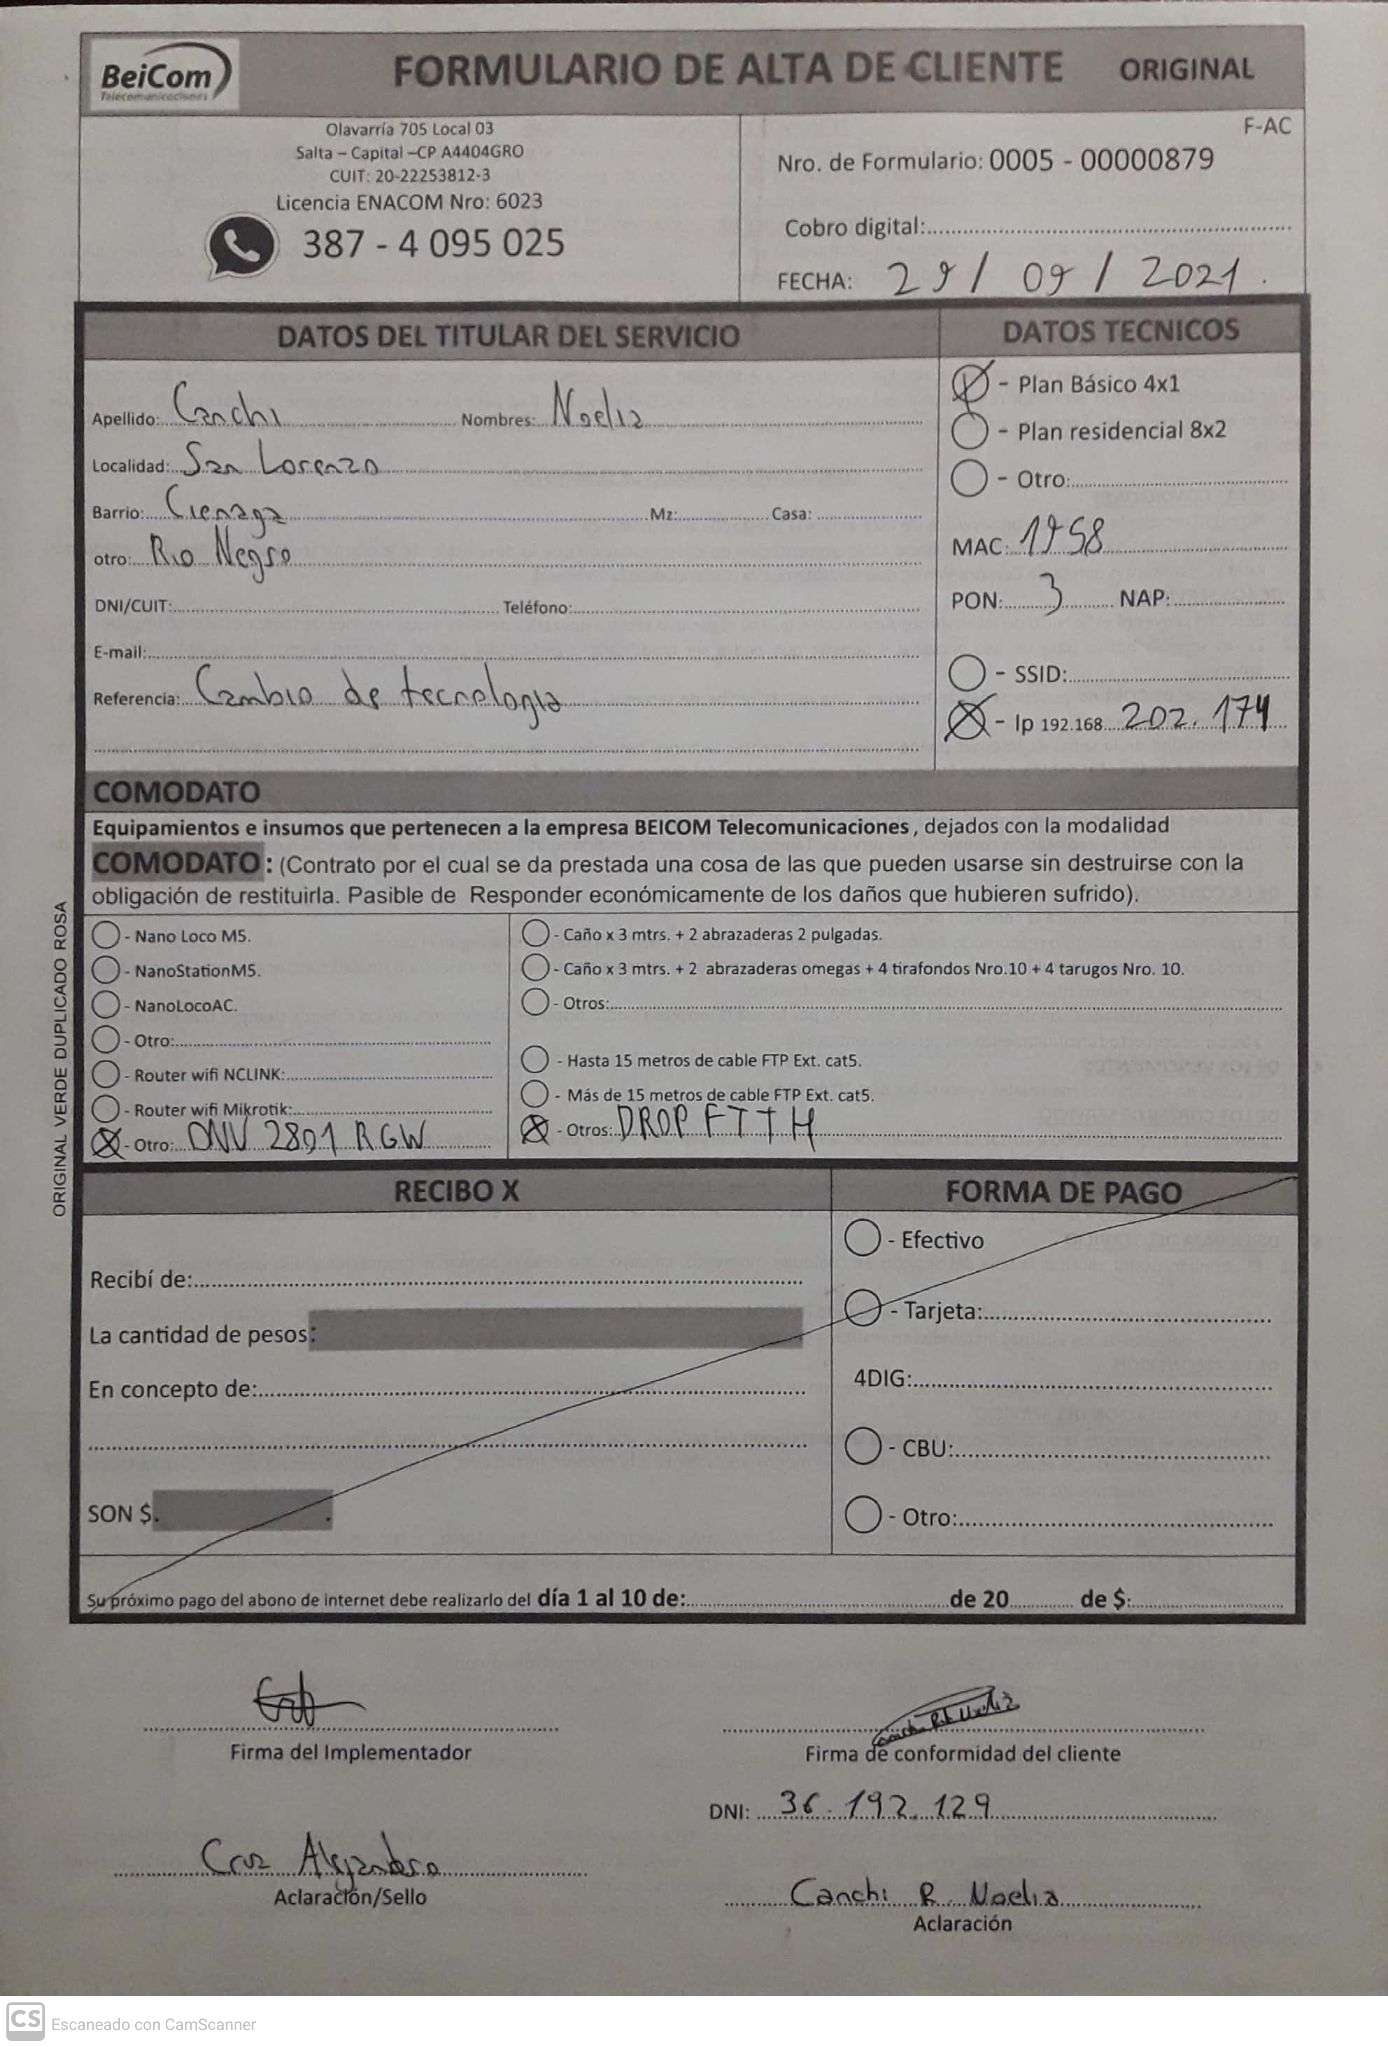 BeiCom
Telecomunicaciones
FORMULARIO DE ALTA DE CLIENTE ORIGINAL
Olavarría 705 Local 03
Salta – Capital –CP A4404GRO
CUIT: 20-22253812-3
Licencia ENACOM Nro: 6023
387 - 4 095 025
F-AC
Nro. de Formulario: 0005 - 00000879
Cobro digital:
FECHA: 29 / 09 / 2021.
DATOS DEL TITULAR DEL SERVICIO
Apellido: Canchi Nombres: Noelia
Localidad: San Lorenzo
Barrio: Cienaga Mz: Casa:
otro: Rio Negro
DNI/CUIT: Teléfono:
E-mail:
Referencia: Cambio de tecnologia
DATOS TECNICOS
- Plan Básico 4x1
- Plan residencial 8x2
- Otro:
MAC: 1958
PON: 3 NAP:
- SSID:
- Ip 192.168. 202. 174
COMODATO
Equipamientos e insumos que pertenecen a la empresa BEICOM Telecomunicaciones, dejados con la modalidad
COMODATO : (Contrato por el cual se da prestada una cosa de las que pueden usarse sin destruirse con la
obligación de restituirla. Pasible de Responder económicamente de los daños que hubieren sufrido).
- Nano Loco M5.
- NanoStationM5.
- NanoLocoAC.
- Otro:
- Router wifi NCLINK:
- Router wifi Mikrotik:
- Otro: ONU 2801 RGW
- Caño x 3 mtrs. + 2 abrazaderas 2 pulgadas.
- Caño x 3 mtrs. + 2 abrazaderas omegas + 4 tirafondos Nro.10 + 4 tarugos Nro. 10.
- Otros:
- Hasta 15 metros de cable FTP Ext. cat5.
- Más de 15 metros de cable FTP Ext. cat5.
- Otros: DROP FTTH
ORIGINAL VERDE DUPLICADO ROSA
RECIBO X
Recibí de:
La cantidad de pesos:
En concepto de:
SON $.
FORMA DE PAGO
- Efectivo
- Tarjeta:
4DIG:
- CBU:
- Otro:
Su próximo pago del abono de internet debe realizarlo del día 1 al 10 de: de 20 de $:
Firma del Implementador
Cruz Alejandro
Aclaración/Sello
Canchi Noelia
Firma de conformidad del cliente
DNI: 36.192.129
Canchi R. Noelia
Aclaración
CS Escaneado con CamScanner